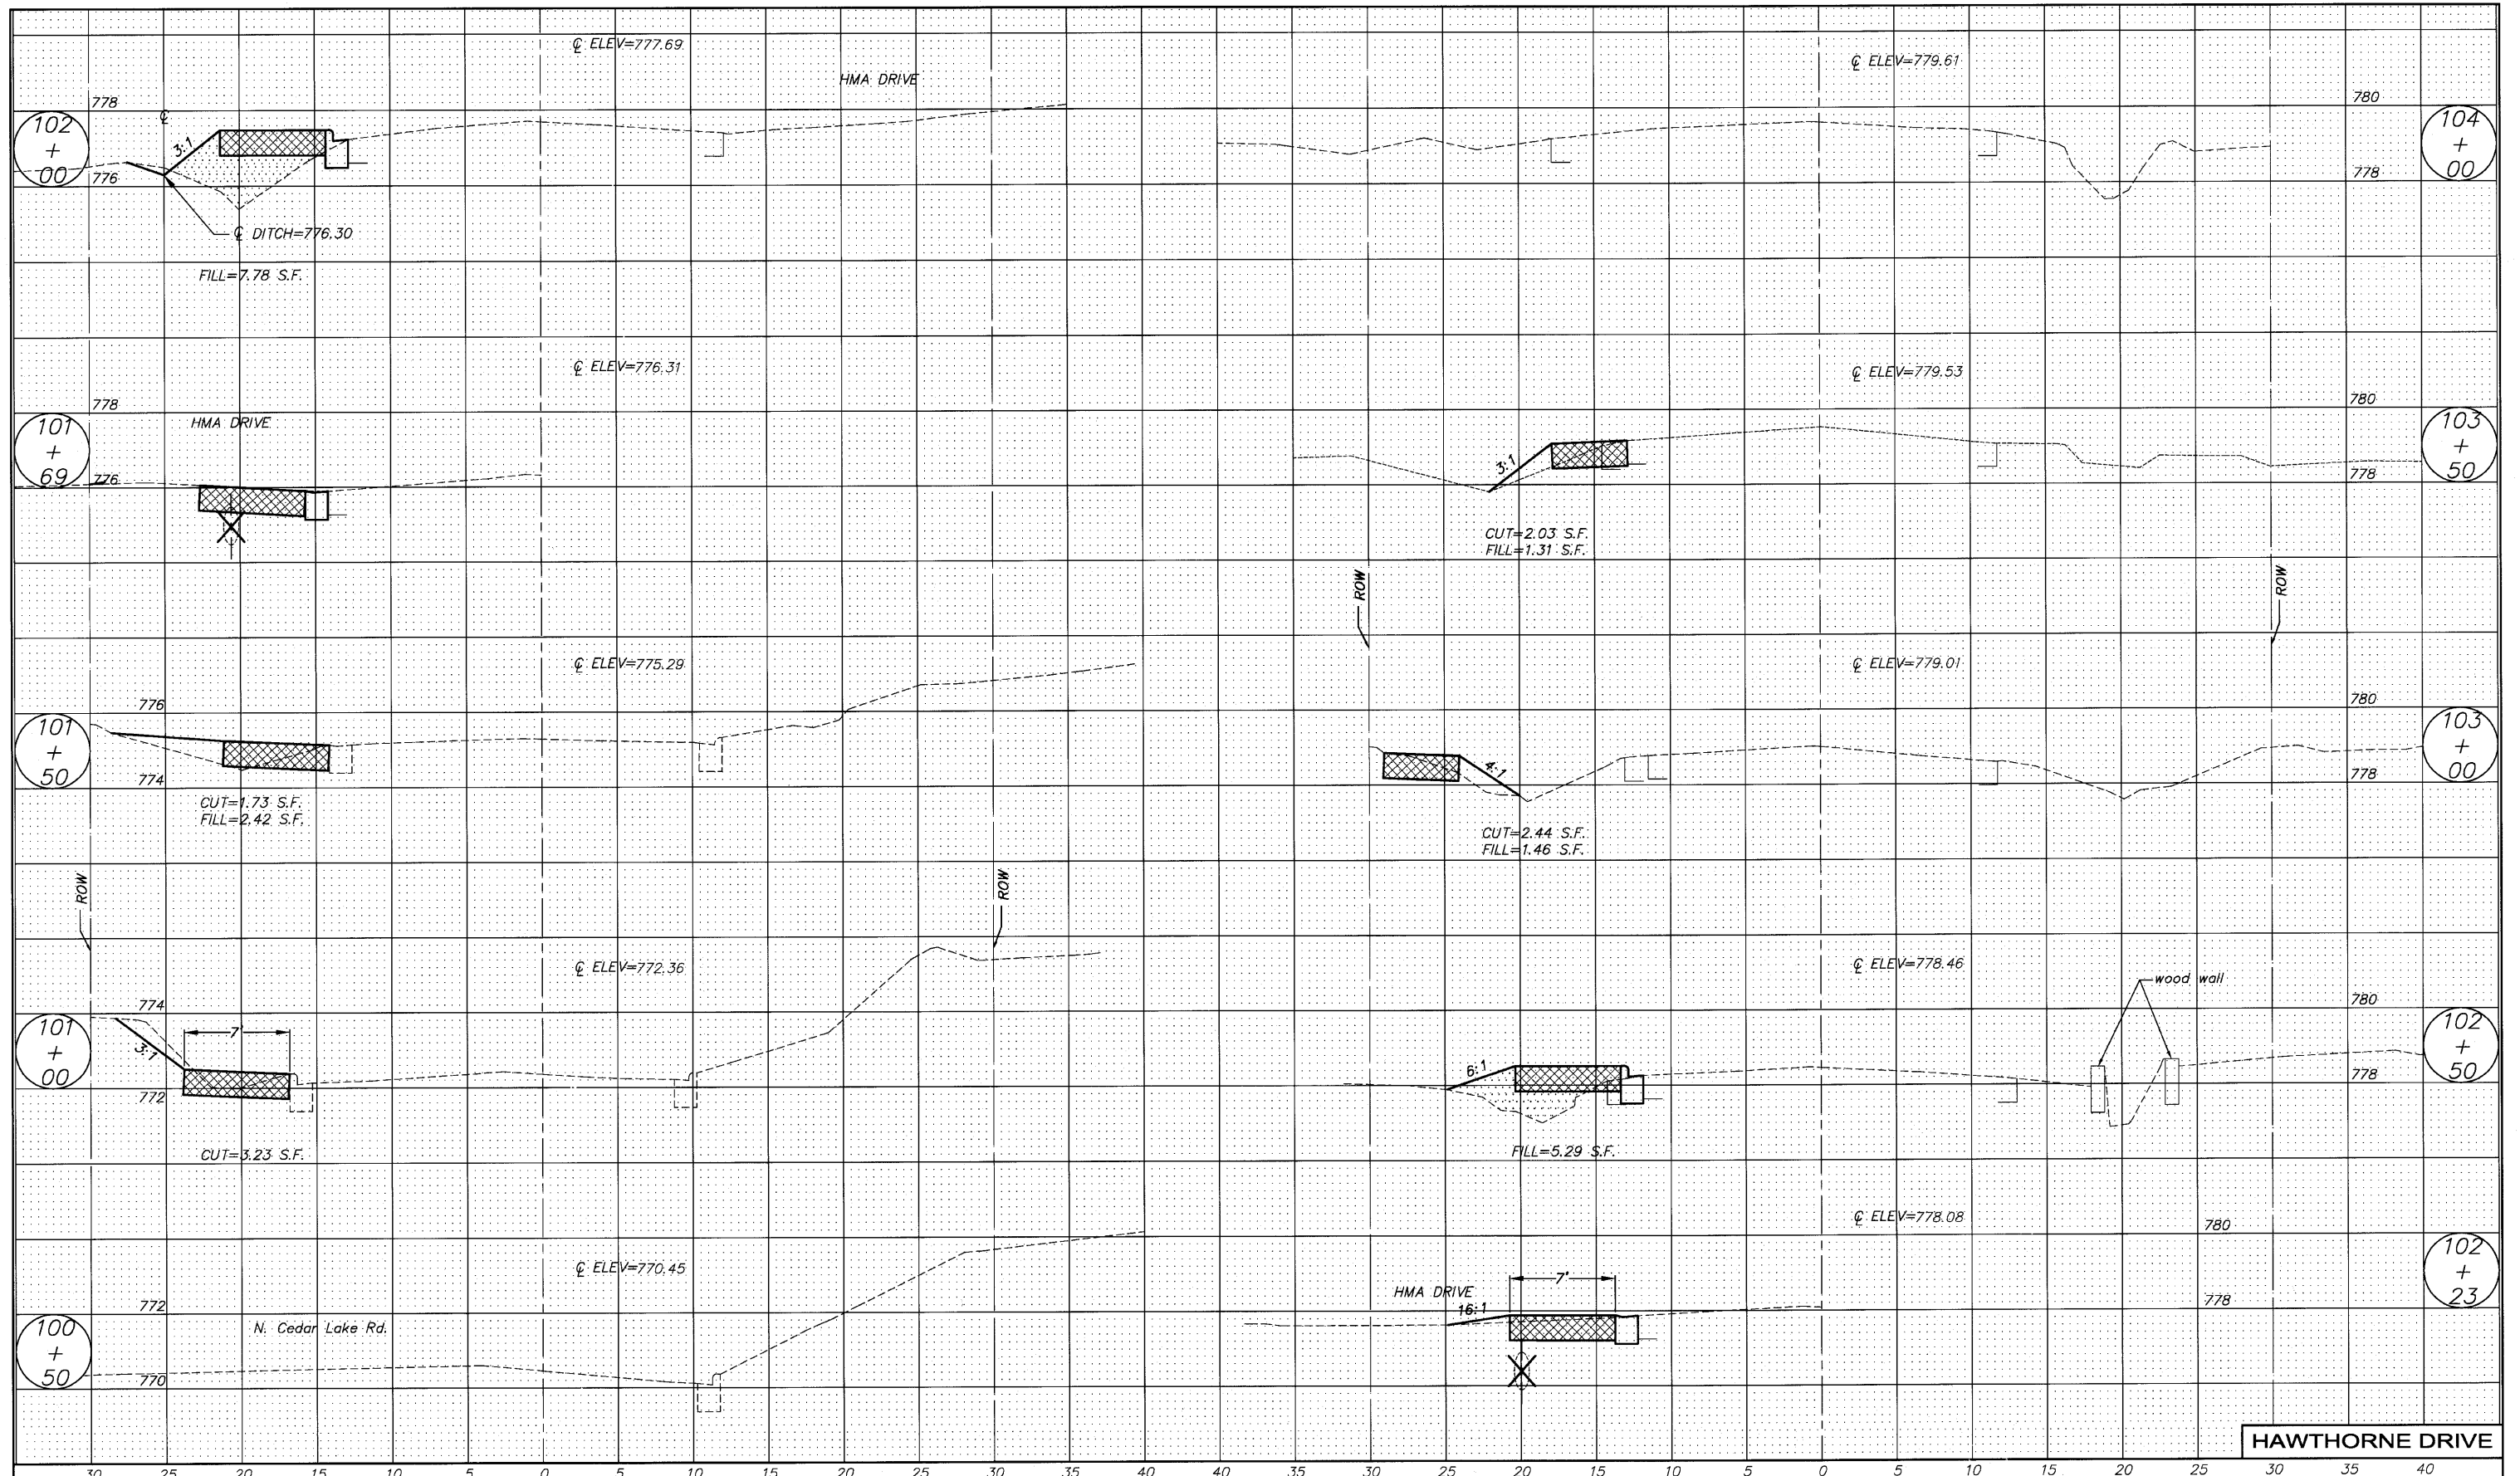 ℄ ELEV=777.69
HMA DRIVE
778
℄
102
+
00
3:1
776
℄ DITCH=776.30
FILL=7.78 S.F.
℄ ELEV=776.31
778
HMA DRIVE
101
+
69
776
℄ ELEV=775.29
776
101
+
50
774
CUT=1.73 S.F.
FILL=2.42 S.F.
ROW
ROW
℄ ELEV=772.36
774
101
+
00
7'
3:1
772
CUT=3.23 S.F.
℄ ELEV=770.45
772
N. Cedar Lake Rd.
100
+
50
770
30 25 20 15 10 5 0 5 10 15 20 25 30 35 40
℄ ELEV=779.61
780
104
+
00
778
℄ ELEV=779.53
780
103
+
50
3:1
778
CUT=2.03 S.F.
FILL=1.31 S.F.
ROW
ROW
℄ ELEV=779.01
780
103
+
00
4:1
778
CUT=2.44 S.F.
FILL=1.46 S.F.
℄ ELEV=778.46
wood wall
780
102
+
50
6:1
778
FILL=5.29 S.F.
℄ ELEV=778.08
780
102
+
23
7'
HMA DRIVE
16:1
778
40 35 30 25 20 15 10 5 0 5 10 15 20 25 30 35 40
HAWTHORNE DRIVE